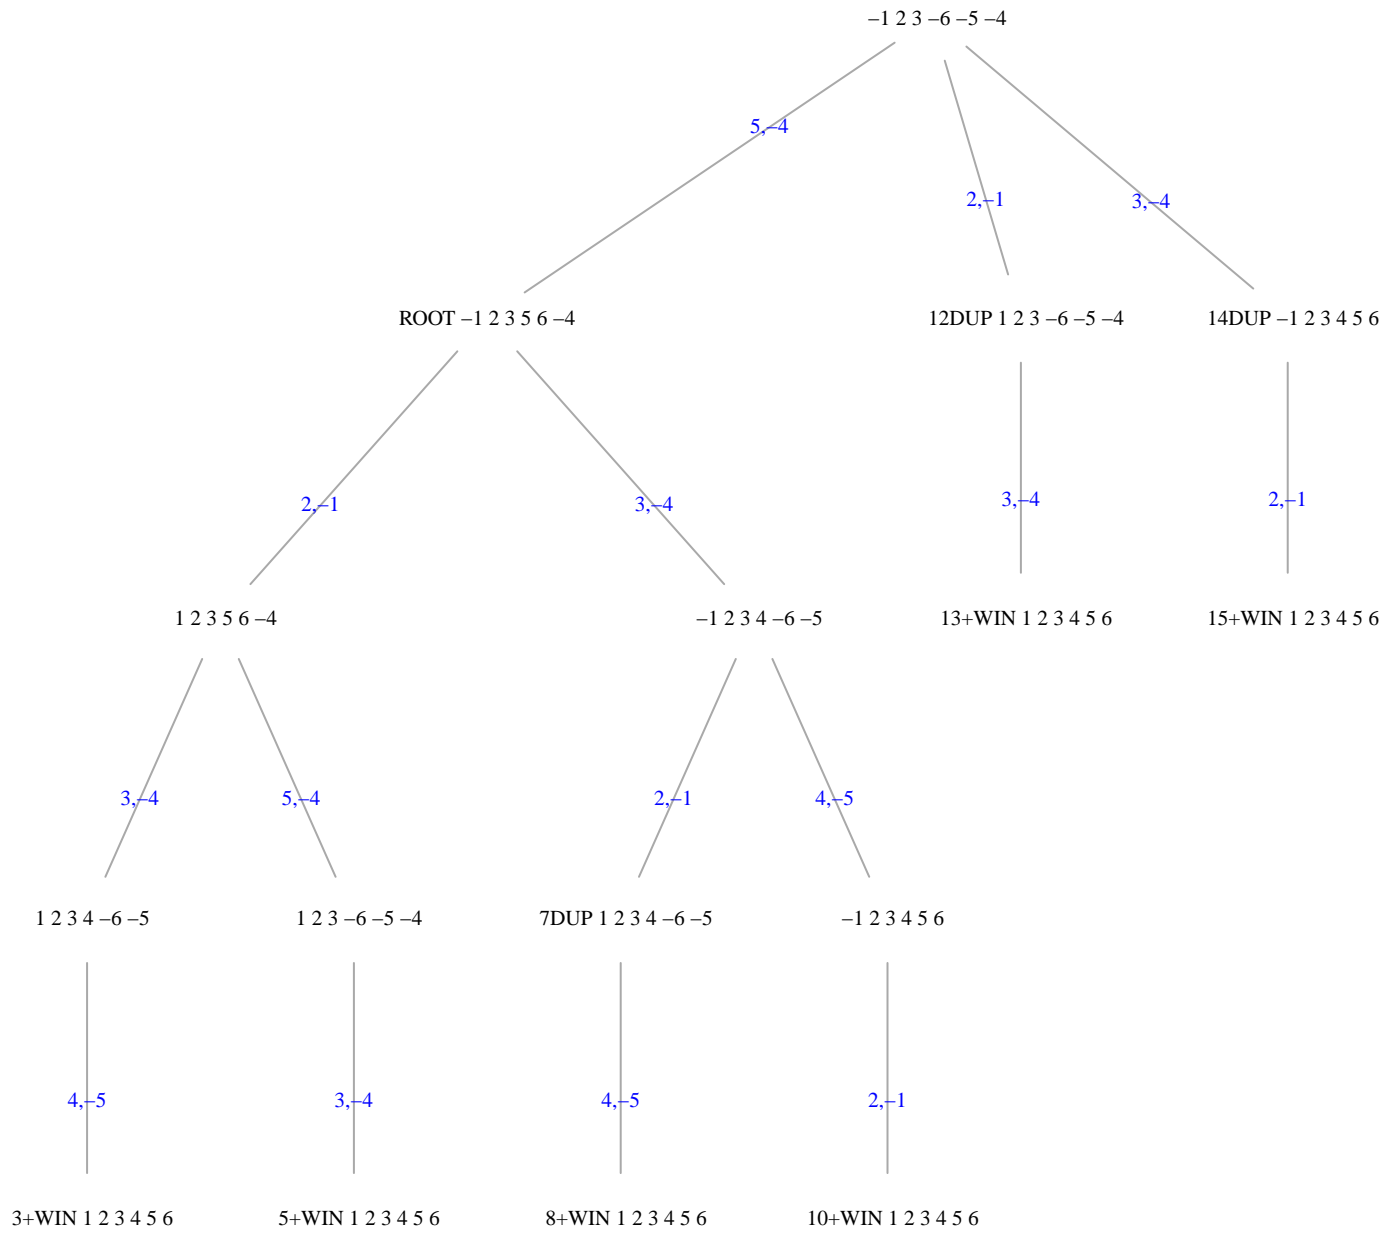 −1 2 3 −6 −5 −4
5,−4
2,−1
3,−4
ROOT −1 2 3 5 6 −4
12DUP 1 2 3 −6 −5 −4
14DUP −1 2 3 4 5 6
2,−1
3,−4
3,−4
2,−1
1 2 3 5 6 −4
−1 2 3 4 −6 −5
13+WIN 1 2 3 4 5 6
15+WIN 1 2 3 4 5 6
3,−4
5,−4
2,−1
4,−5
1 2 3 4 −6 −5
1 2 3 −6 −5 −4
7DUP 1 2 3 4 −6 −5
−1 2 3 4 5 6
4,−5
3,−4
4,−5
2,−1
3+WIN 1 2 3 4 5 6
5+WIN 1 2 3 4 5 6
8+WIN 1 2 3 4 5 6
10+WIN 1 2 3 4 5 6